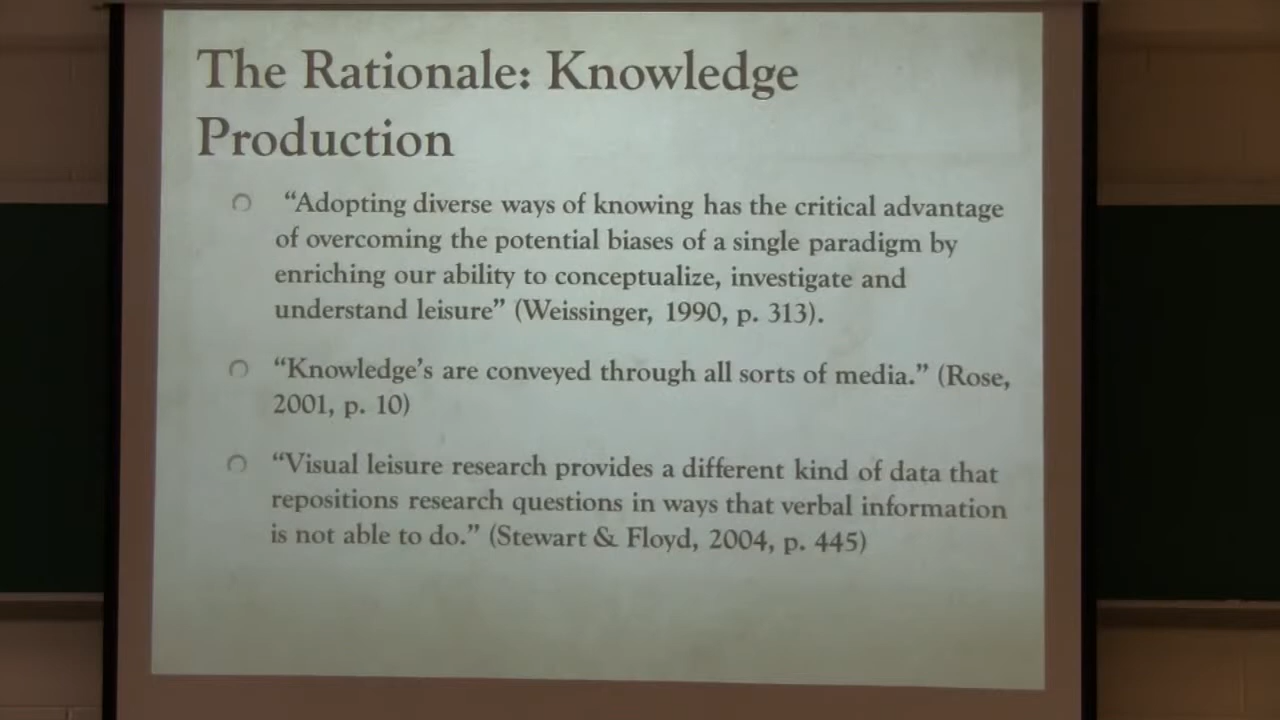 The Rationale: Knowledge
Production
“Adopting diverse ways of knowing has the critical advantage
of overcoming the potential biases of a single paradigm by
enriching our ability to conceptualize, investigate and
understand leisure” (Weissinger, 1990, p. 313).
“Knowledge’s are conveyed through all sorts of media.” (Rose,
2001, p. 10)
“Visual leisure research provides a different kind of data that
repositions research questions in ways that verbal information
is not able to do.” (Stewart & Floyd, 2004, p. 445)